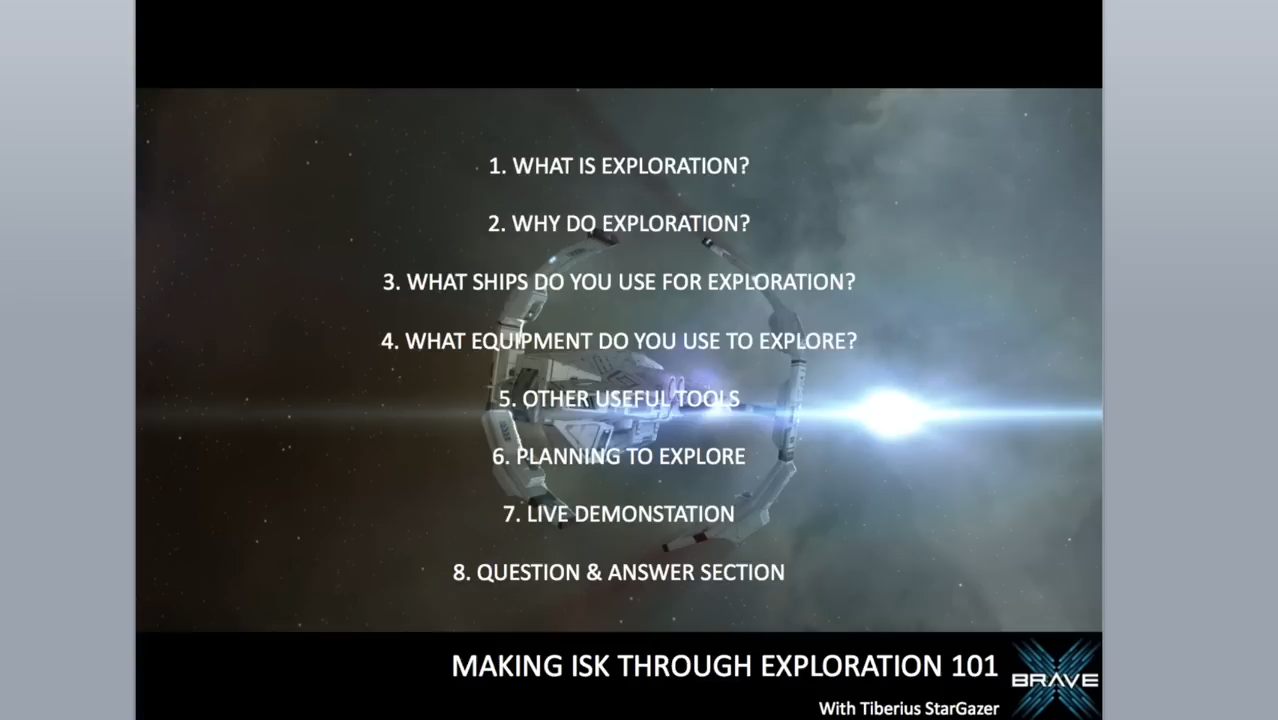 1. WHAT IS EXPLORATION?
2. WHY DO EXPLORATION?
3. WHAT SHIPS DO YOU USE FOR EXPLORATION?
4. WHAT EQUIPMENT DO YOU USE TO EXPLORE?
5. OTHER USEFUL TOOLS
6. PLANNING TO EXPLORE
7. LIVE DEMONSTATION
8. QUESTION & ANSWER SECTION
MAKING ISK THROUGH EXPLORATION 101
BRAVE
With Tiberius StarGazer